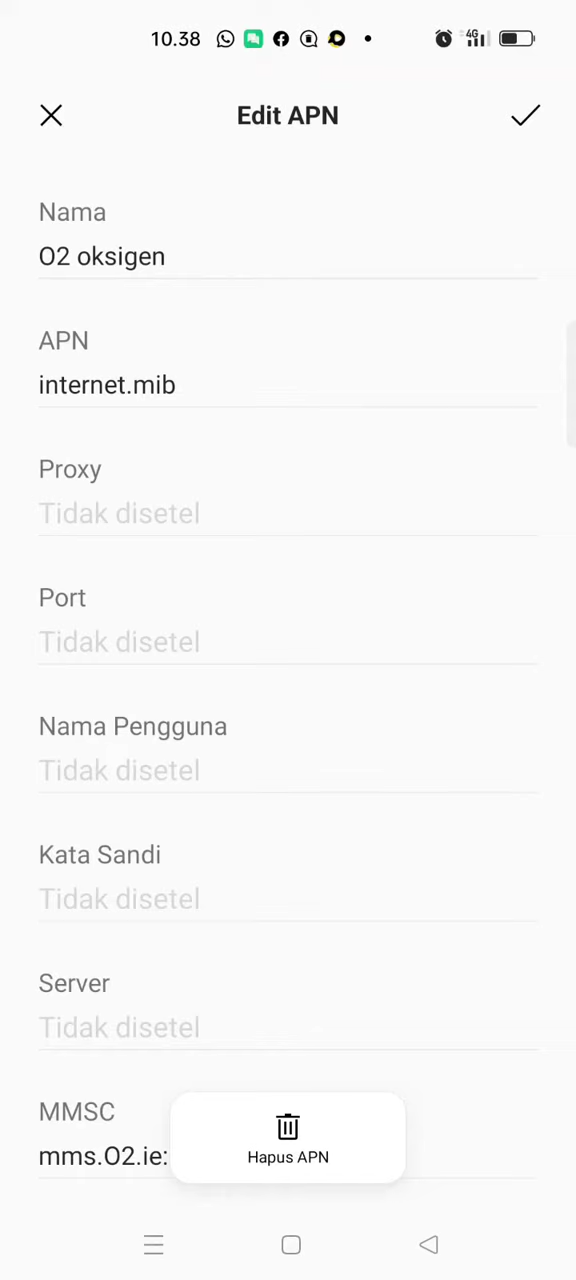 10.38
4G
Edit APN
Nama
O2 oksigen
APN
internet.mib
Proxy
Tidak disetel
Port
Tidak disetel
Nama Pengguna
Tidak disetel
Kata Sandi
Tidak disetel
Server
Tidak disetel
MMSC
mms.O2.ie:
Hapus APN